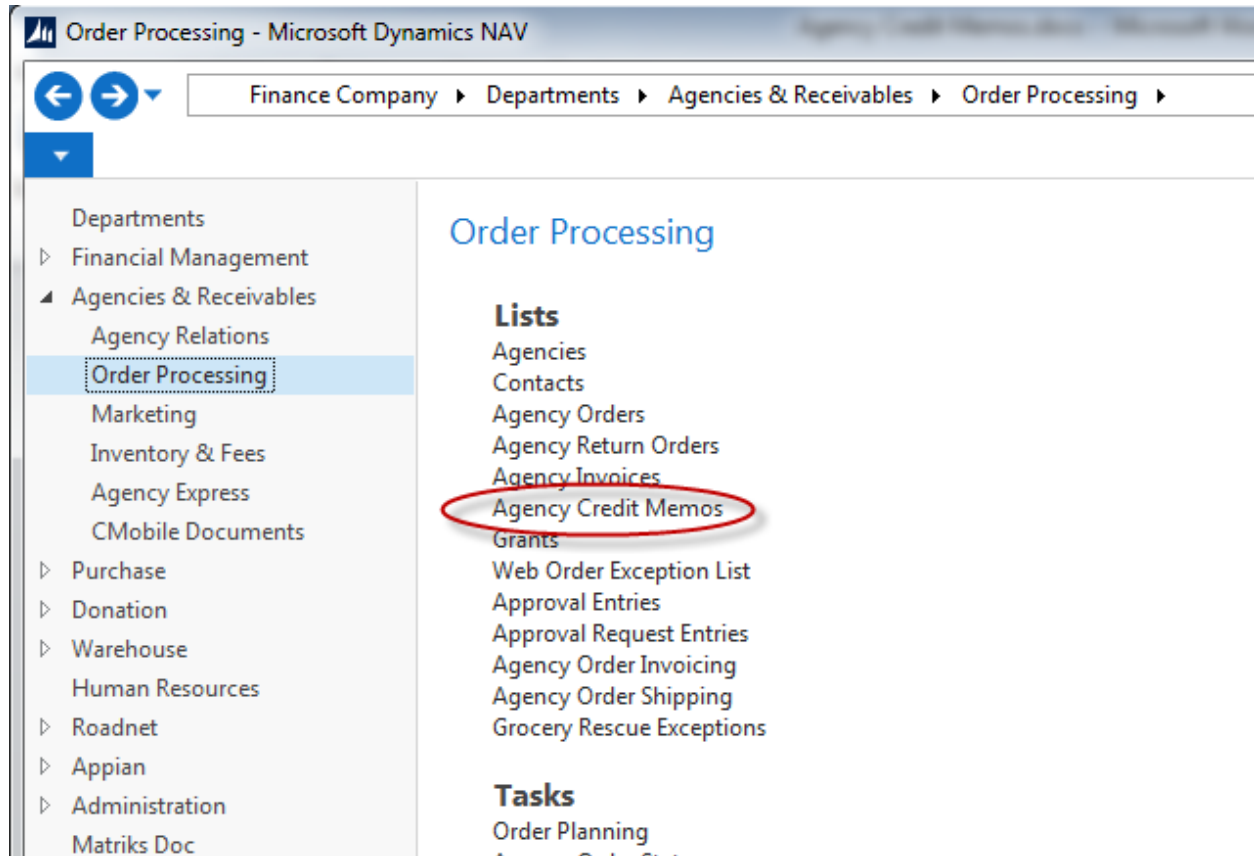 Order Processing - Microsoft Dynamics NAV
Finance Company ▸ Departments ▸ Agencies & Receivables ▸ Order Processing ▸
Departments
Financial Management
Agencies & Receivables
Agency Relations
Order Processing
Marketing
Inventory & Fees
Agency Express
CMobile Documents
Purchase
Donation
Warehouse
Human Resources
Roadnet
Appian
Administration
Matriks Doc
Order Processing
Lists
Agencies
Contacts
Agency Orders
Agency Return Orders
Agency Invoices
Agency Credit Memos
Grants
Web Order Exception List
Approval Entries
Approval Request Entries
Agency Order Invoicing
Agency Order Shipping
Grocery Rescue Exceptions
Tasks
Order Planning